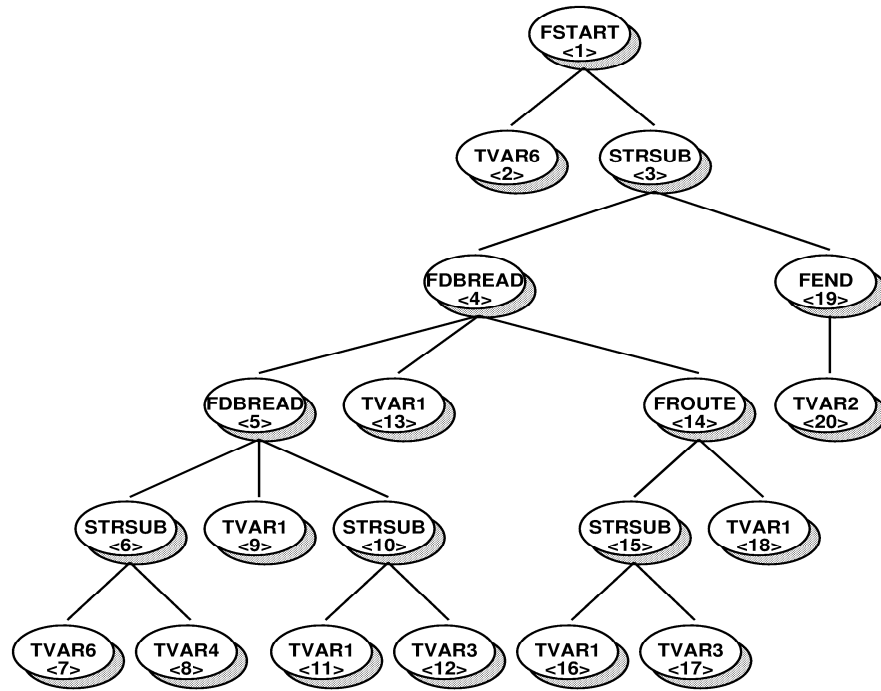 FSTART
<1>
TVAR6
<2>
STRSUB
<3>
FDBREAD
<4>
FEND
<19>
FDBREAD
<5>
TVAR1
<13>
FROUTE
<14>
TVAR2
<20>
STRSUB
<6>
TVAR1
<9>
STRSUB
<10>
STRSUB
<15>
TVAR1
<18>
TVAR6
<7>
TVAR4
<8>
TVAR1
<11>
TVAR3
<12>
TVAR1
<16>
TVAR3
<17>